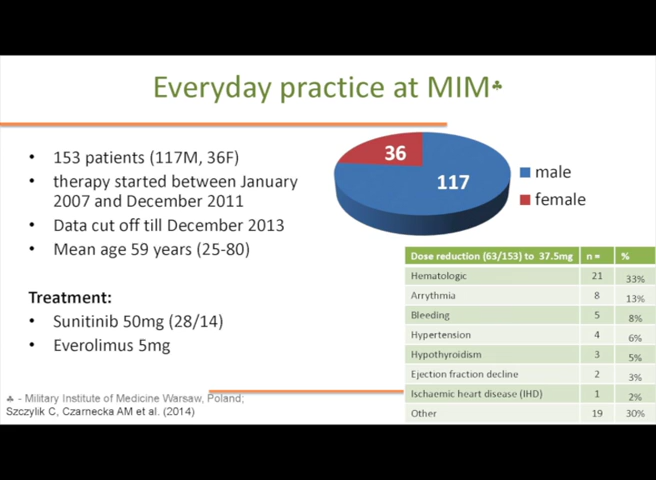 Everyday practice at MIM♣
• 153 patients (117M, 36F)
• therapy started between January
2007 and December 2011
• Data cut off till December 2013
• Mean age 59 years (25-80)
Treatment:
• Sunitinib 50mg (28/14)
• Everolimus 5mg
36
117
male
female
Dose reduction (63/153) to 37.5mg n = %
Hematologic 21 33%
Arrythmia 8 13%
Bleeding 5 8%
Hypertension 4 6%
Hypothyroidism 3 5%
Ejection fraction decline 2 3%
Ischaemic heart disease (IHD) 1 2%
Other 19 30%
♣ - Military Institute of Medicine Warsaw, Poland;
Szczylik C, Czarnecka AM et al. (2014)